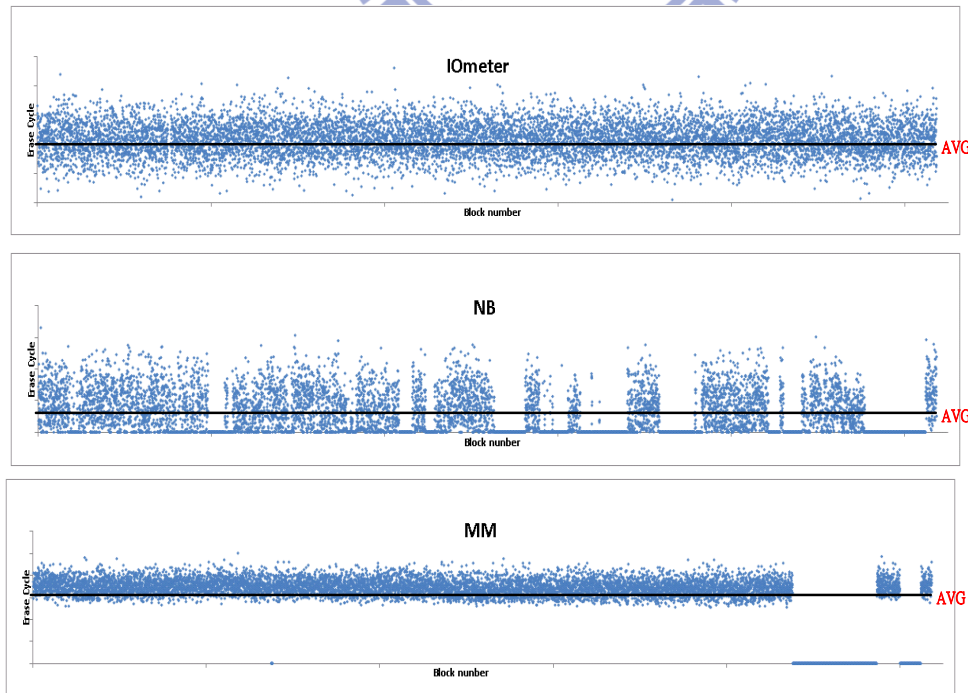 IOmeter
Erase Cycle
AVG
Block number
NB
Erase Cycle
AVG
Block number
MM
Erase Cycle
AVG
Block number